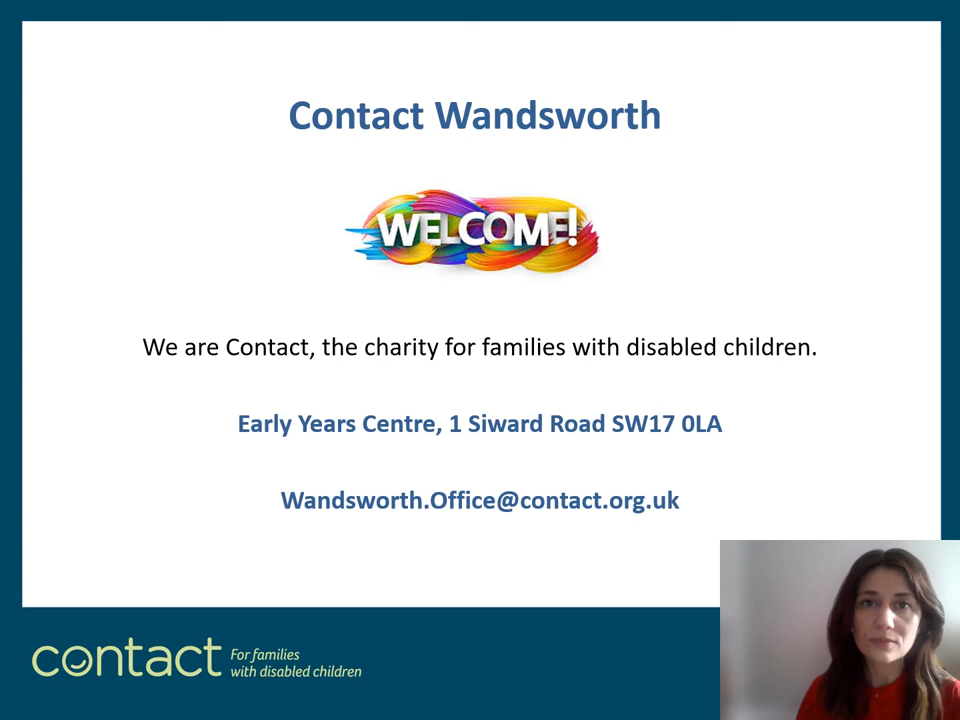 Contact Wandsworth
WELCOME!
We are Contact, the charity for families with disabled children.
Early Years Centre, 1 Siward Road SW17 0LA
Wandsworth.Office@contact.org.uk
contact
For families
with disabled children